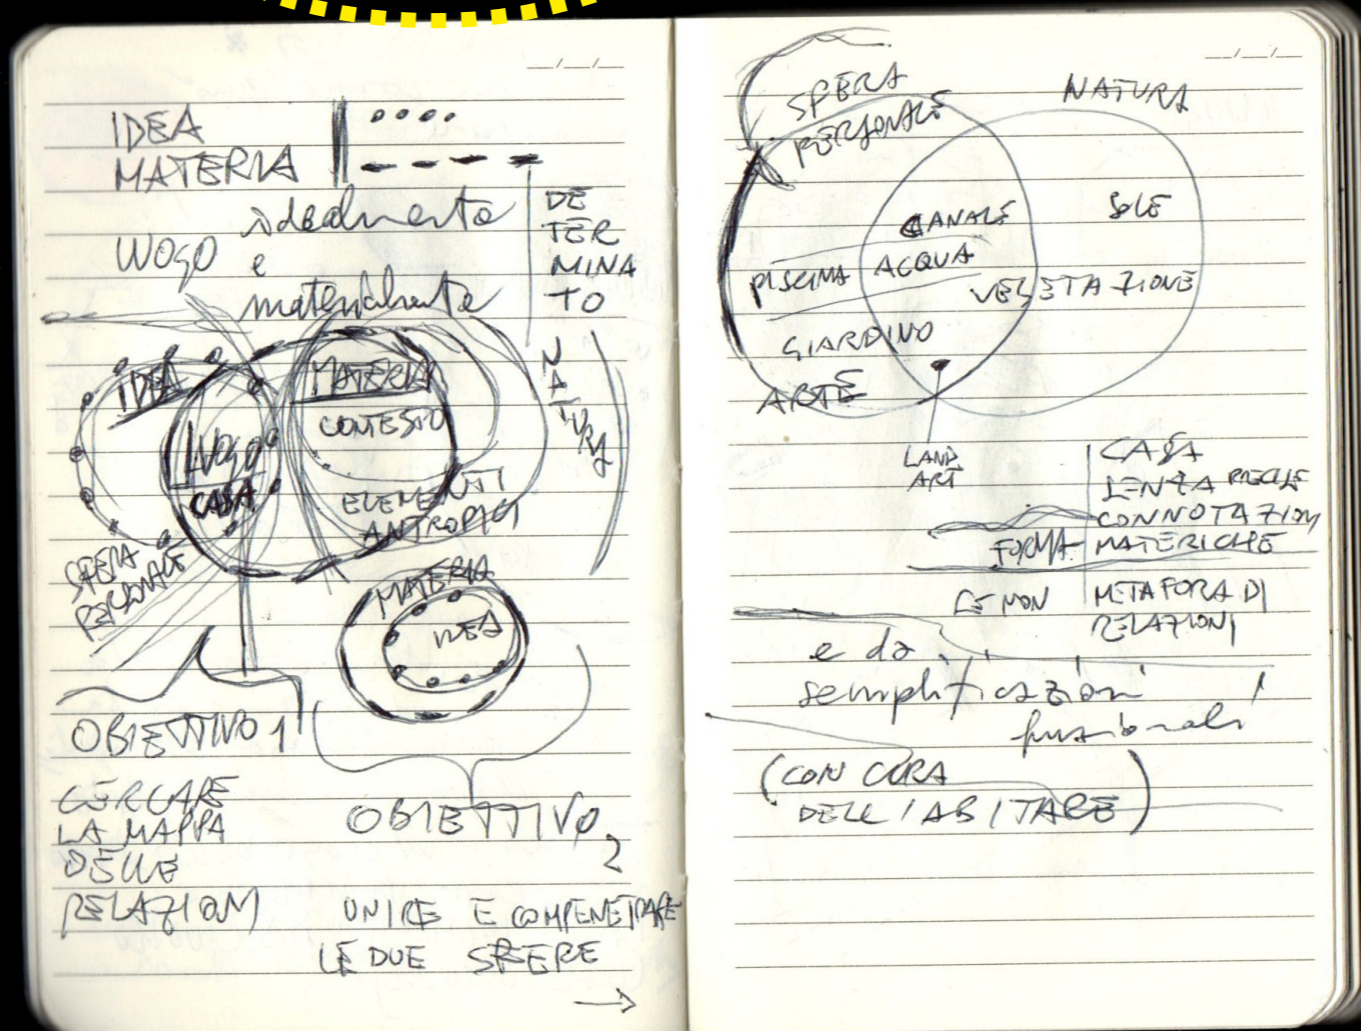 IDEA
MATERIA
LUOGO
idealmente
e
materialmente
DE
TER
MINA
TO
NATURA
IDEA
MATERIA
LUOGO
CONTESTO
CASA
ELEMENTI
ANTROPICI
SFERA
PERSONALE
MATERIA
IDEA
OBIETTIVO 1
CERCARE
LA MAPPA
DELLE
RELAZIONI
OBIETTIVO
2
UNIRE E COMPENETRARE
LE DUE SFERE
SFERA
PERSONALE
NATURA
CANALE
SOLE
PISCINA ACQUA
VEGETAZIONE
GIARDINO
ARTE
LAND
ART
CASA
SENZA PRECISE
CONNOTAZIONI
FORMA MATERICHE
SE NON METAFORA DI
RELAZIONI
e da
semplificazioni
funzionali
(CON CURA
DELL'ABITARE)